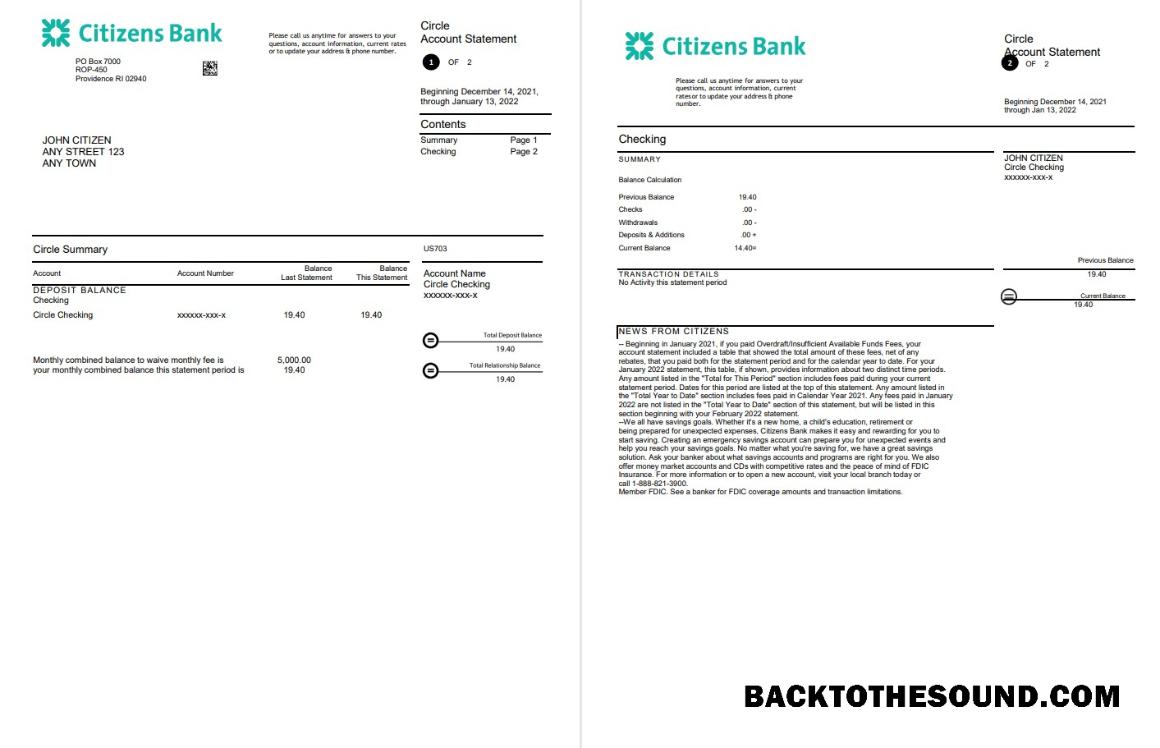 Citizens Bank
PO Box 7000
ROP-450
Providence RI 02940
Please call us anytime for answers to your
questions, account information, current rates
or to update your address & phone number.
Circle
Account Statement
1 OF 2
Beginning December 14, 2021,
through January 13, 2022
Contents
Summary Page 1
Checking Page 2
JOHN CITIZEN
ANY STREET 123
ANY TOWN
Circle Summary
US703
Account Account Number Balance Last Statement Balance This Statement
DEPOSIT BALANCE
Checking
Circle Checking xxxxxx-xxx-x 19.40 19.40
Monthly combined balance to waive monthly fee is 5,000.00
your monthly combined balance this statement period is 19.40
Account Name
Circle Checking
xxxxxx-xxx-x
Total Deposit Balance
19.40
Total Relationship Balance
19.40
Citizens Bank
Please call us anytime for answers to your
questions, account information, current
rates or to update your address & phone
number.
Circle
Account Statement
2 OF 2
Beginning December 14, 2021
through Jan 13, 2022
Checking
SUMMARY
Balance Calculation
Previous Balance 19.40
Checks .00 -
Withdrawals .00 -
Deposits & Additions .00 +
Current Balance 14.40=
JOHN CITIZEN
Circle Checking
xxxxxx-xxx-x
Previous Balance
19.40
Current Balance
19.40
TRANSACTION DETAILS
No Activity this statement period
NEWS FROM CITIZENS
-- Beginning in January 2021, if you paid Overdraft/Insufficient Available Funds Fees, your
account statement included a table that showed the total amount of these fees, net of any
rebates, that you paid both for the statement period and for the calendar year to date. For your
January 2022 statement, this table, if shown, provides information about two distinct time periods.
Any amount listed in the "Total for This Period" section includes fees paid during your current
statement period. Dates for this period are listed at the top of this statement. Any amount listed in
the "Total Year to Date" section includes fees paid in Calendar Year 2021. Any fees paid in January
2022 are not listed in the "Total Year to Date" section of this statement, but will be listed in this
section beginning with your February 2022 statement.
--We all have savings goals. Whether it's a new home, a child's education, retirement or
being prepared for unexpected expenses, Citizens Bank makes it easy and rewarding for you to
start saving. Creating an emergency savings account can prepare you for unexpected events and
help you reach your savings goals. No matter what you're saving for, we have a great savings
solution. Ask your banker about what savings accounts and programs are right for you. We also
offer money market accounts and CDs with competitive rates and the peace of mind of FDIC
Insurance. For more information or to open a new account, visit your local branch today or
call 1-888-821-3900.
Member FDIC. See a banker for FDIC coverage amounts and transaction limitations.
BACKTOTHESOUND.COM